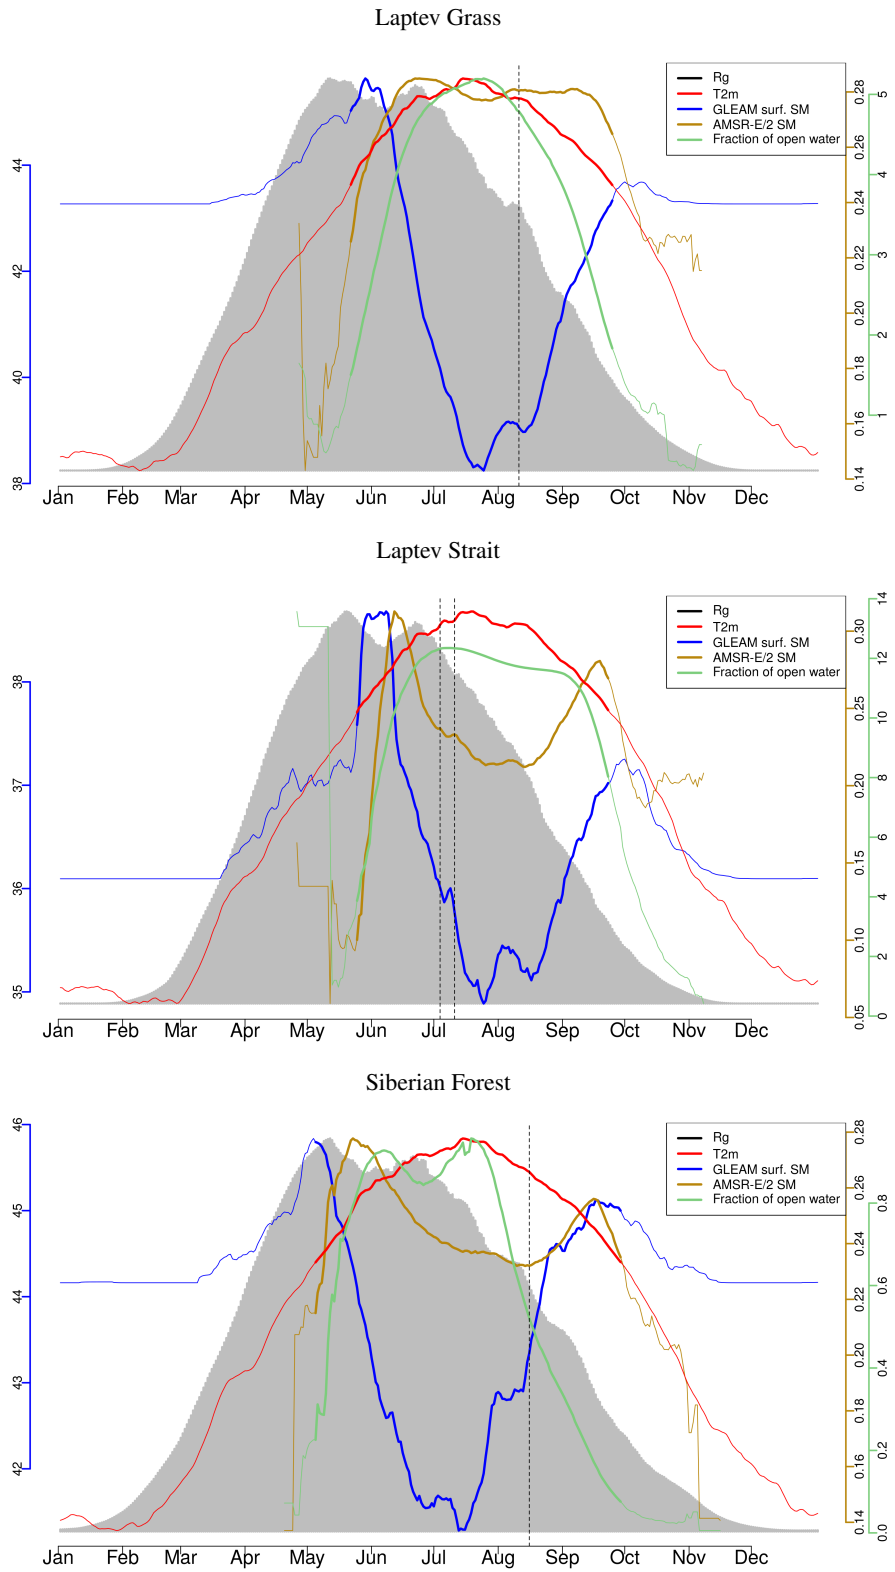 Laptev Grass
Rg
T2m
GLEAM surf. SM
AMSR-E/2 SM
Fraction of open water
38 40 42 44
0.14 0.16 0.18 0.20 0.22 0.24 0.26 0.28
1 2 3 4 5
Jan Feb Mar Apr May Jun Jul Aug Sep Oct Nov Dec
Laptev Strait
Rg
T2m
GLEAM surf. SM
AMSR-E/2 SM
Fraction of open water
35 36 37 38
0.05 0.10 0.15 0.20 0.25 0.30
0 2 4 6 8 10 12 14
Jan Feb Mar Apr May Jun Jul Aug Sep Oct Nov Dec
Siberian Forest
Rg
T2m
GLEAM surf. SM
AMSR-E/2 SM
Fraction of open water
42 43 44 45 46
0.14 0.16 0.18 0.20 0.22 0.24 0.26 0.28
0.0 0.2 0.4 0.6 0.8
Jan Feb Mar Apr May Jun Jul Aug Sep Oct Nov Dec